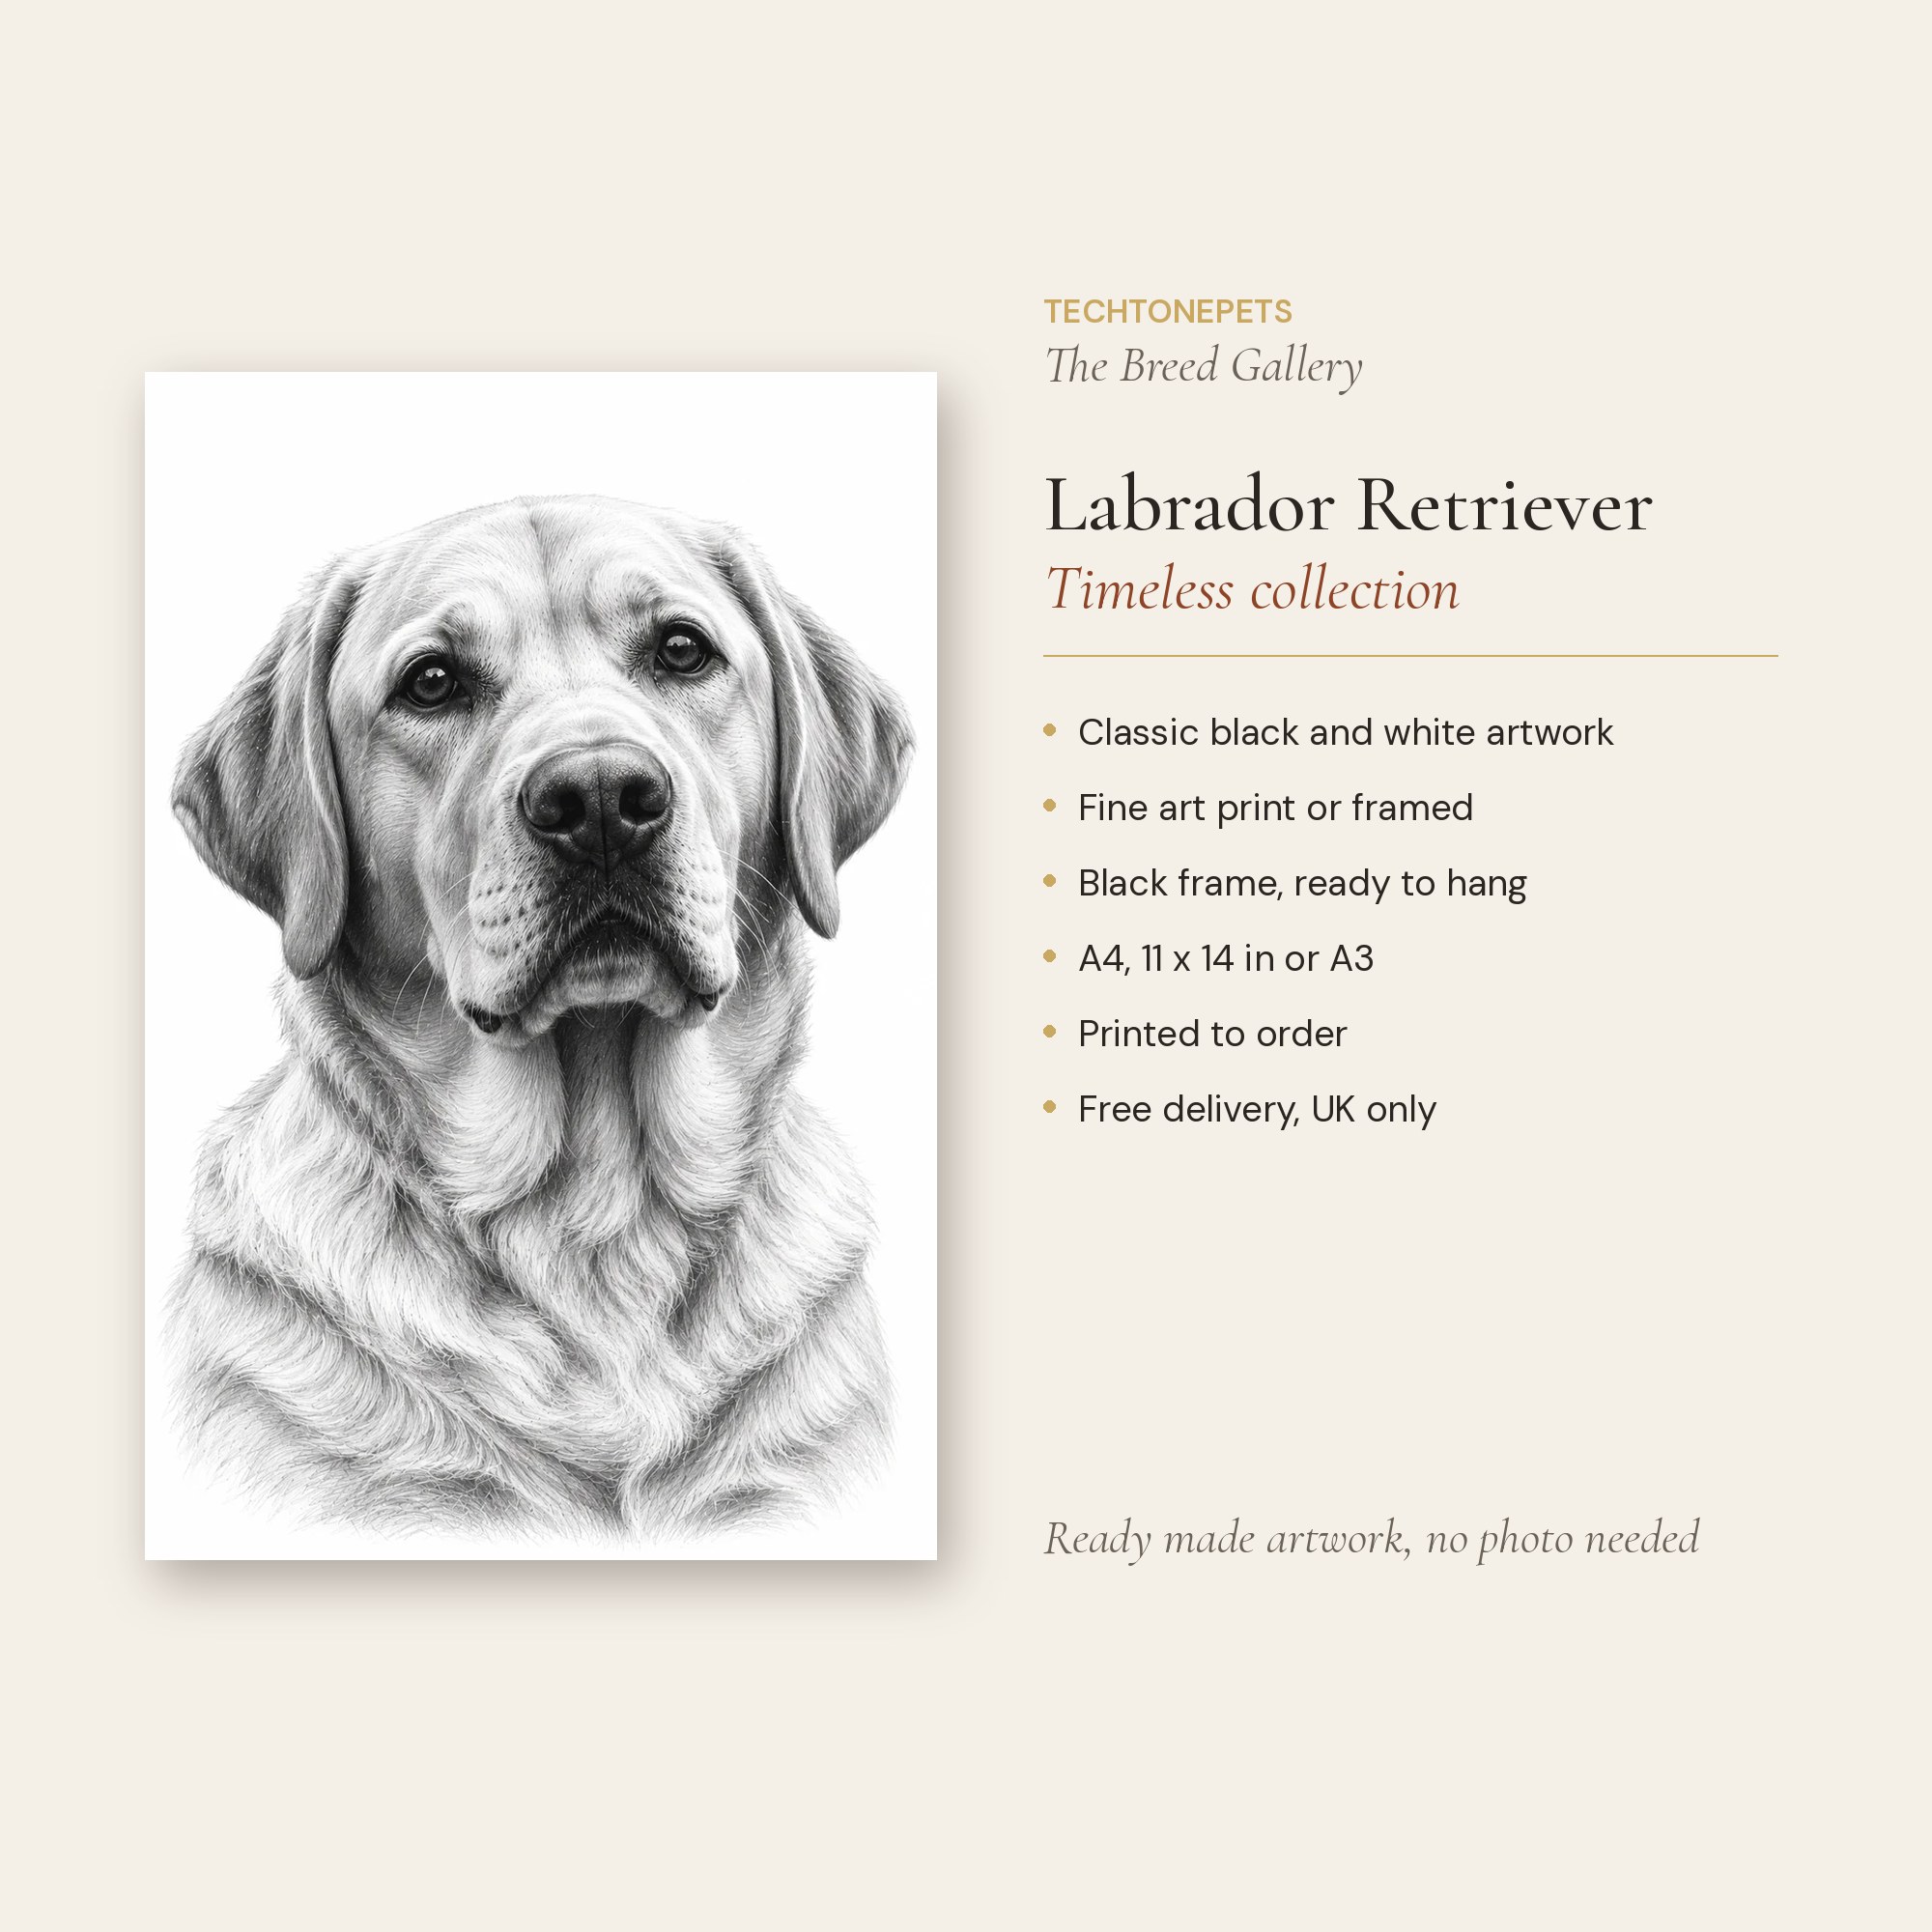 TECHTONEPETS
The Breed Gallery
Labrador Retriever
Timeless collection
Classic black and white artwork
Fine art print or framed
Black frame, ready to hang
A4, 11 x 14 in or A3
Printed to order
Free delivery, UK only
Ready made artwork, no photo needed